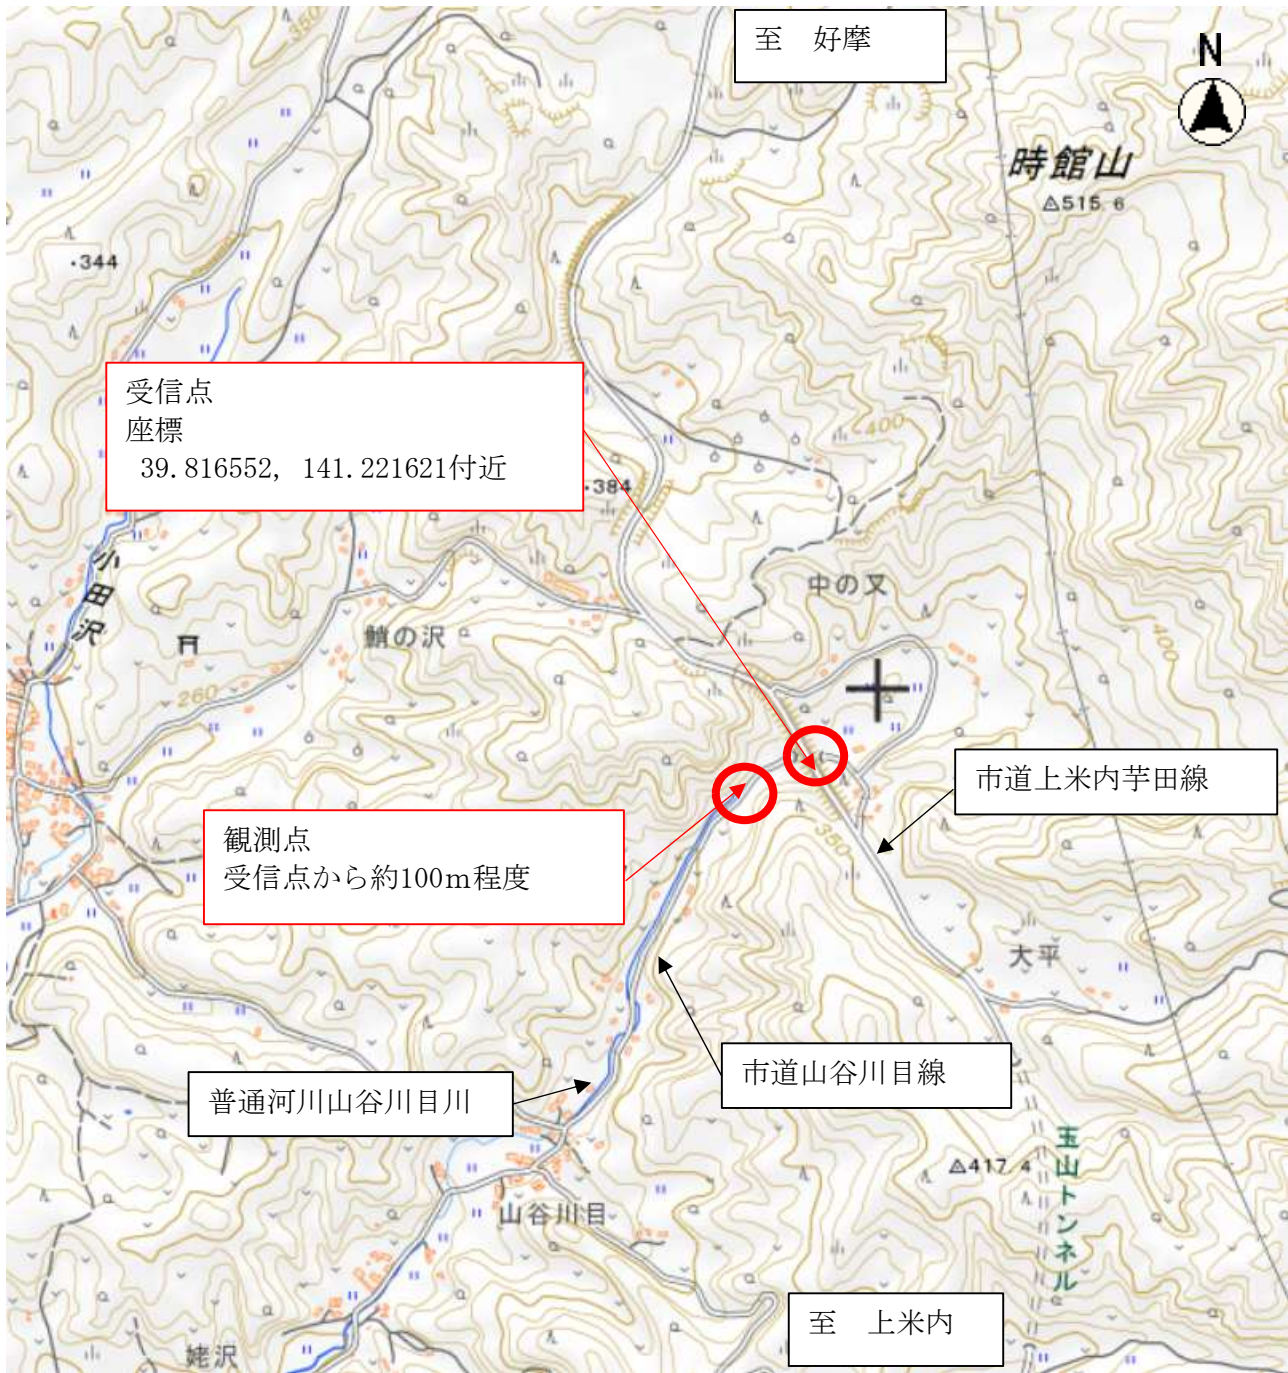 至 好摩
N
時館山
515.6
350
・344
受信点
座標
39.816552, 141.221621付近
400
・384
小田沢
中の又
鮹の沢
400
260
市道上米内芋田線
観測点
受信点から約100m程度
350
大平
市道山谷川目線
普通河川山谷川目川
玉山トンネル
417.4
山谷川目
至 上米内
姥沢